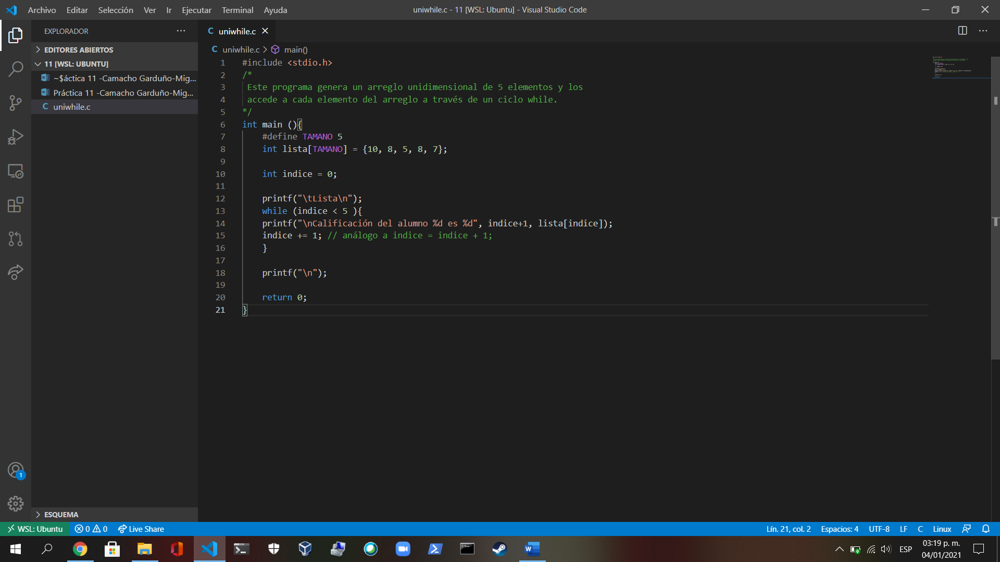 Archivo Editar Selección Ver Ir Ejecutar Terminal Ayuda
uniwhile.c - 11 [WSL: Ubuntu] - Visual Studio Code
EXPLORADOR
EDITORES ABIERTOS
11 [WSL: UBUNTU]
~$áctica 11 -Camacho Garduño-Mig...
Práctica 11 -Camacho Garduño-Mig...
C uniwhile.c
ESQUEMA
C uniwhile.c
C uniwhile.c > main()
1 #include <stdio.h>
2 /*
3 Este programa genera un arreglo unidimensional de 5 elementos y los
4 accede a cada elemento del arreglo a través de un ciclo while.
5 */
6 int main (){
7 #define TAMANO 5
8 int lista[TAMANO] = {10, 8, 5, 8, 7};
9
10 int indice = 0;
11
12 printf("\tLista\n");
13 while (indice < 5 ){
14 printf("\nCalificación del alumno %d es %d", indice+1, lista[indice]);
15 indice += 1; // análogo a indice = indice + 1;
16 }
17
18 printf("\n");
19
20 return 0;
21 }
1
WSL: Ubuntu 0 0 Live Share
Lín. 21, col. 2 Espacios: 4 UTF-8 LF C Linux
ESP
03:19 p. m.
04/01/2021